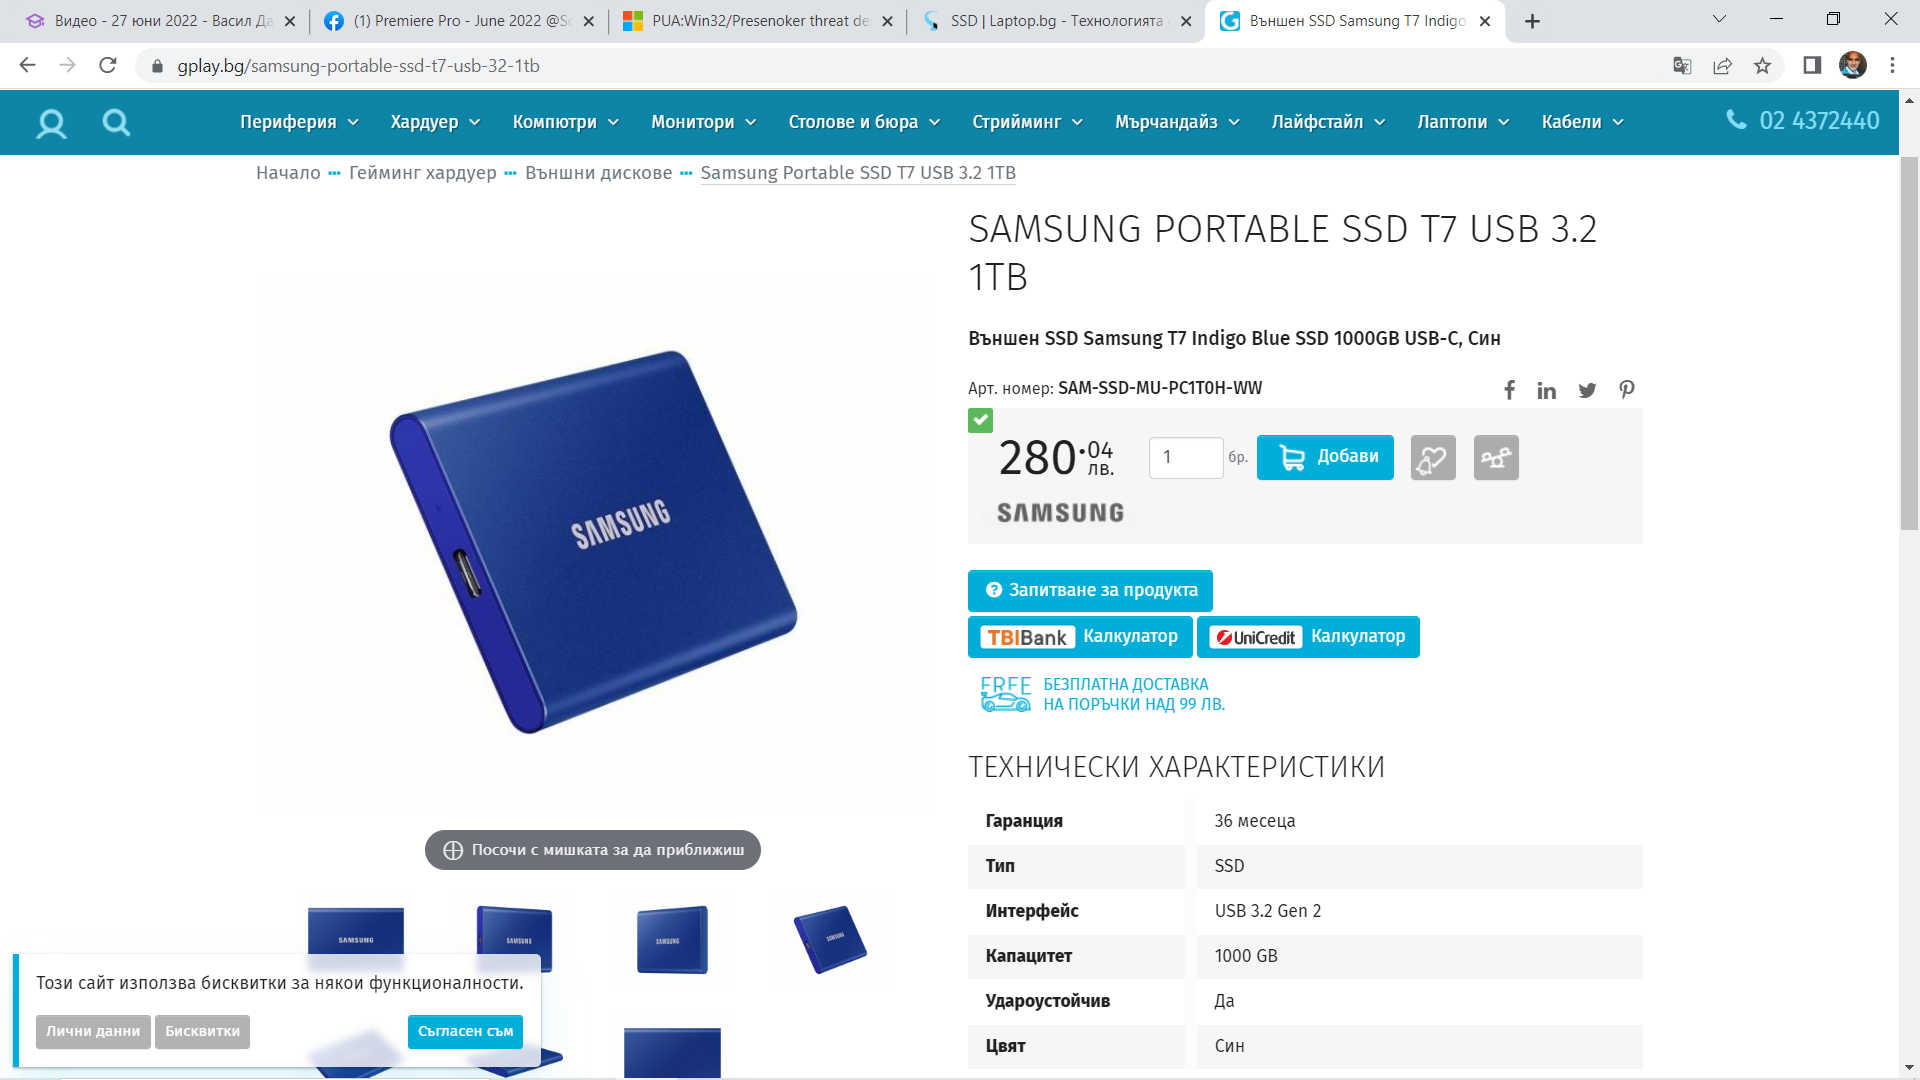 Видео - 27 юни 2022 - Васил Да
(1) Premiere Pro - June 2022 @So
PUA:Win32/Presenoker threat de
SSD | Laptop.bg - Технологията
Външен SSD Samsung T7 Indigo
gplay.bg/samsung-portable-ssd-t7-usb-32-1tb
Периферия Хардуер Компютри Монитори Столове и бюра Стрийминг Мърчандайз Лайфстайл Лаптопи Кабели 02 4372440
Начало ••• Гейминг хардуер ••• Външни дискове ••• Samsung Portable SSD T7 USB 3.2 1TB
SAMSUNG PORTABLE SSD T7 USB 3.2
1TB
Външен SSD Samsung T7 Indigo Blue SSD 1000GB USB-C, Син
Арт. номер: SAM-SSD-MU-PC1T0H-WW
280.04 лв. 1 бр. Добави
SAMSUNG
SAMSUNG
Запитване за продукта
TBIBank Калкулатор UniCredit Калкулатор
FREE БЕЗПЛАТНА ДОСТАВКА
НА ПОРЪЧКИ НАД 99 ЛВ.
ТЕХНИЧЕСКИ ХАРАКТЕРИСТИКИ
Гаранция 36 месеца
Тип SSD
Интерфейс USB 3.2 Gen 2
Капацитет 1000 GB
Удароустойчив Да
Цвят Син
Посочи с мишката за да приближиш
SAMSUNG SAMSUNG SAMSUNG SAMSUNG
Този сайт използва бисквитки за някои функционалности.
Лични данни Бисквитки Съгласен съм